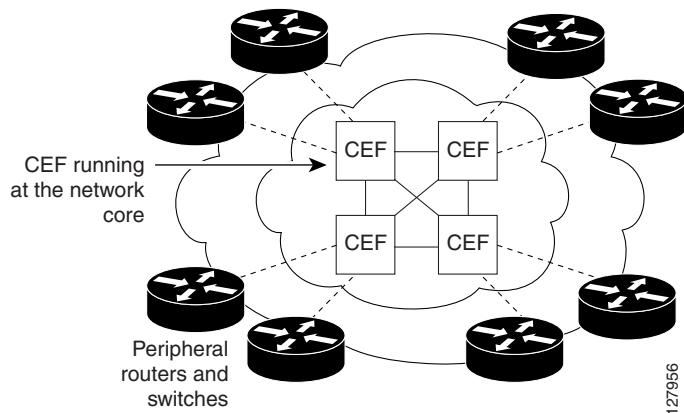 CEF
CEF
CEF running
at the network
core
CEF
CEF
Peripheral
routers and
switches
127956